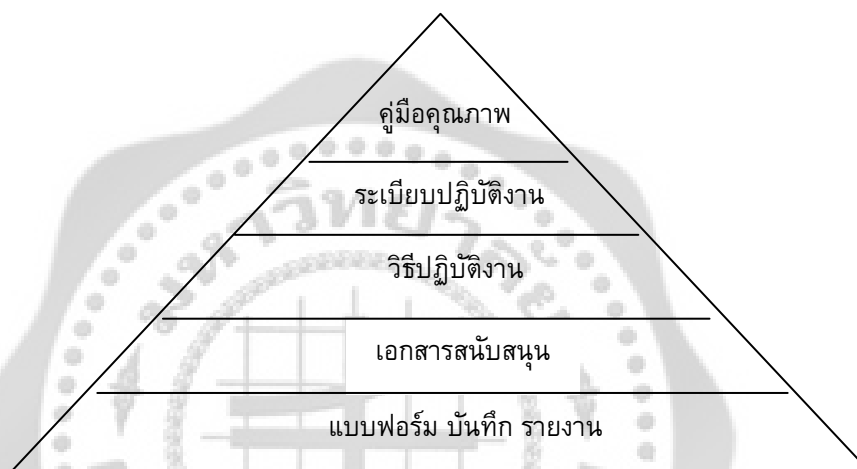 คู่มือคุณภาพ
ระเบียบปฏิบัติงาน
วิธีปฏิบัติงาน
เอกสารสนับสนุน
แบบฟอร์ม บันทึก รายงาน